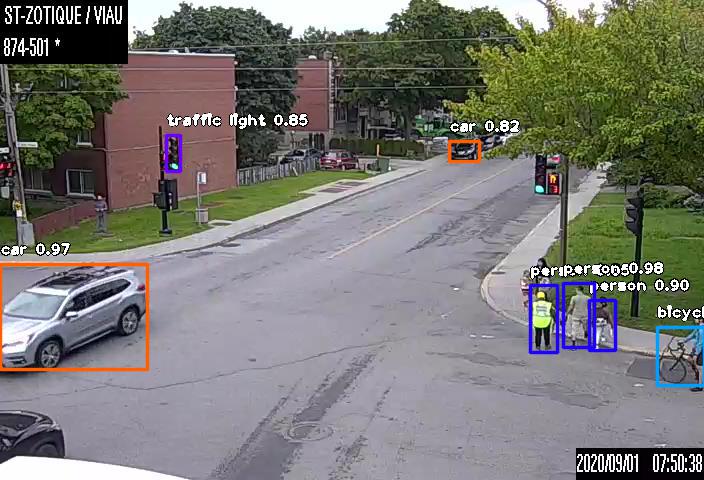 ST-ZOTIQUE / VIAU
874-501 *
traffic light 0.85
car 0.82
car 0.97
person 0.98
person 0.90
bicycl
2020/09/01 07:50:38